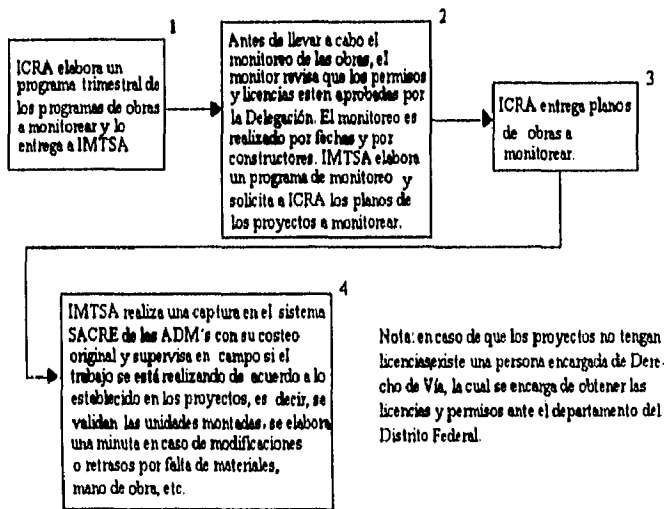 1
ICRA elabora un
programa trimestral de
los programas de obras
a monitorear y lo
entrega a IMTSA
2
Antes de llevar a cabo el
monitoreo de las obras, el
monitor revisa que los permisos
y licencias esten aprobadas por
la Delegación. El monitoreo es
realizado por fechas y por
constructores. IMTSA elabora
un programa de monitoreo y
solicita a ICRA los planos de
los proyectos a monitorear.
3
ICRA entrega planos
de obras a
monitorear.
4
IMTSA realiza una captura en el sistema
SACRE de las ADM's con su costeo
original y supervisa en campo si el
trabajo se está realizando de acuerdo a lo
establecido en los proyectos, es decir, se
validan las unidades montadas, se elabora
una minuta en caso de modificaciones
o retrasos por falta de materiales,
mano de obra, etc.
Nota: en caso de que los proyectos no tengan
licenciasexiste una persona encargada de Dere-
cho de Vía, la cual se encarga de obtener las
licencias y permisos ante el departamento del
Distrito Federal.